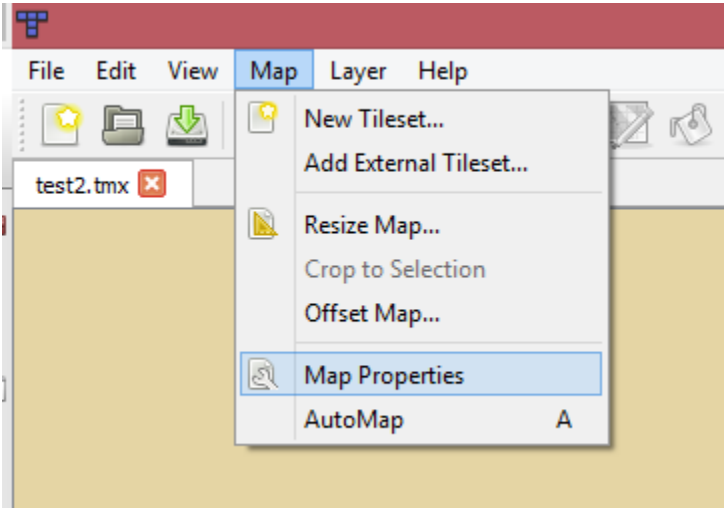 File Edit View Map Layer Help
New Tileset...
Add External Tileset...
test2.tmx
Resize Map...
Crop to Selection
Offset Map...
Map Properties
AutoMap A